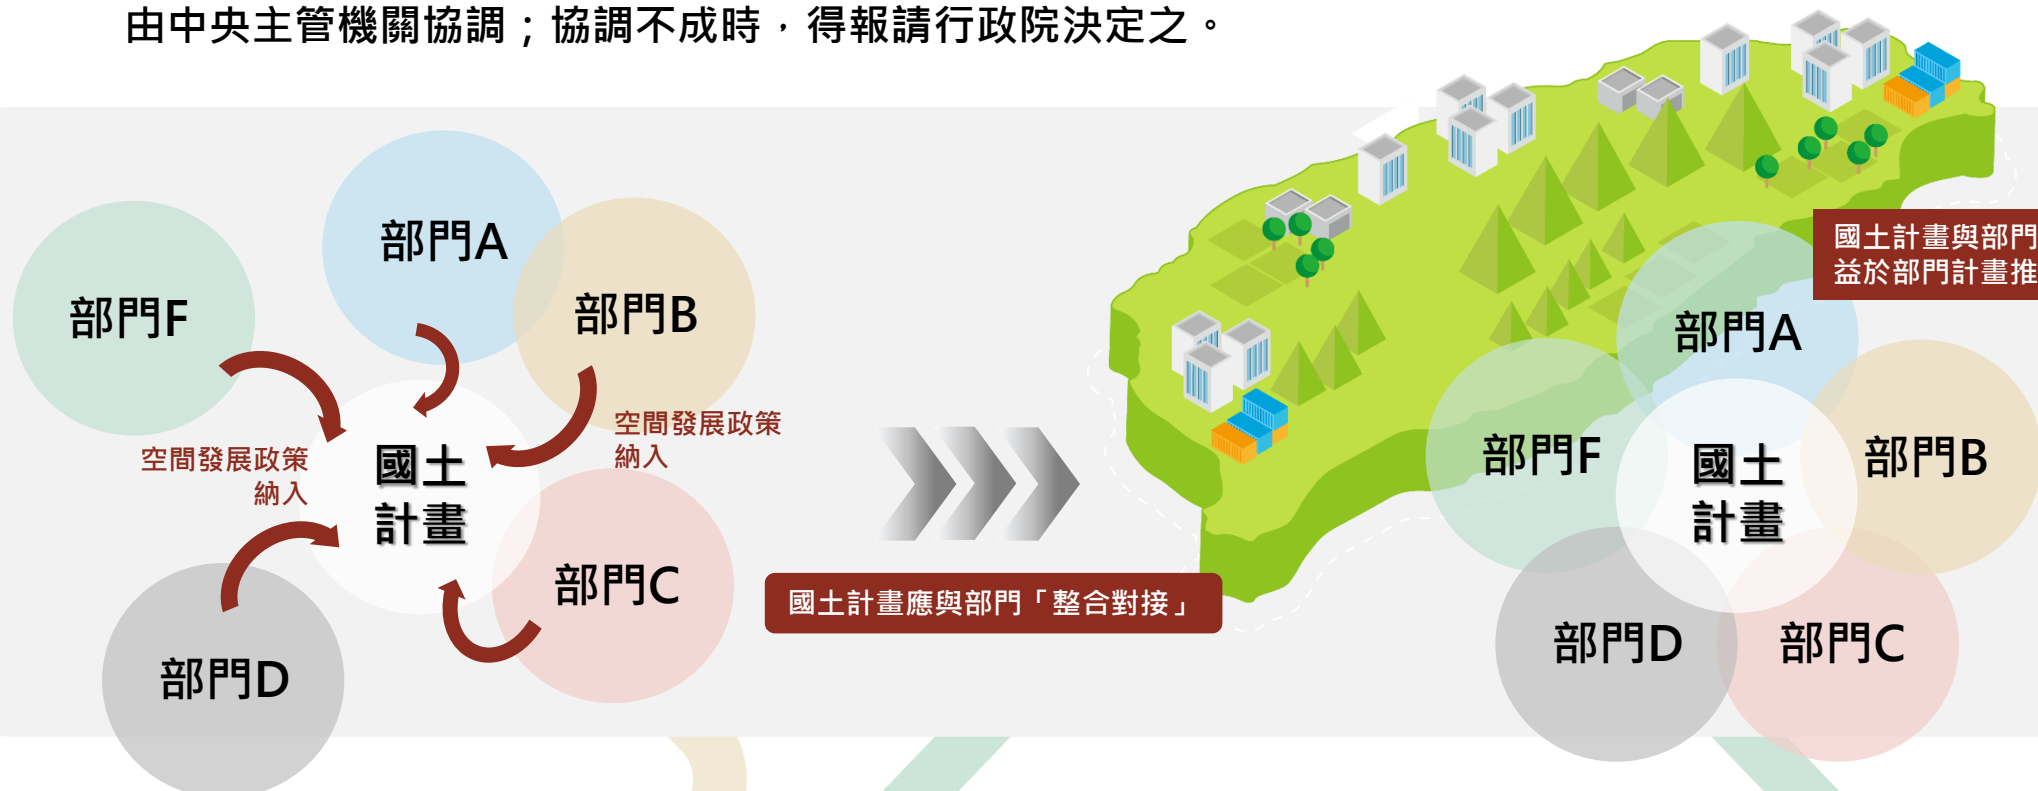 由中央主管機關協調；協調不成時，得報請行政院決定之。
部門A
部門B
部門F
空間發展政策
納入
空間發展政策
納入
國土
計畫
部門C
部門D
國土計畫應與部門「整合對接」
國土計畫與部門
益於部門計畫推
部門A
部門F
部門B
國土
計畫
部門D
部門C